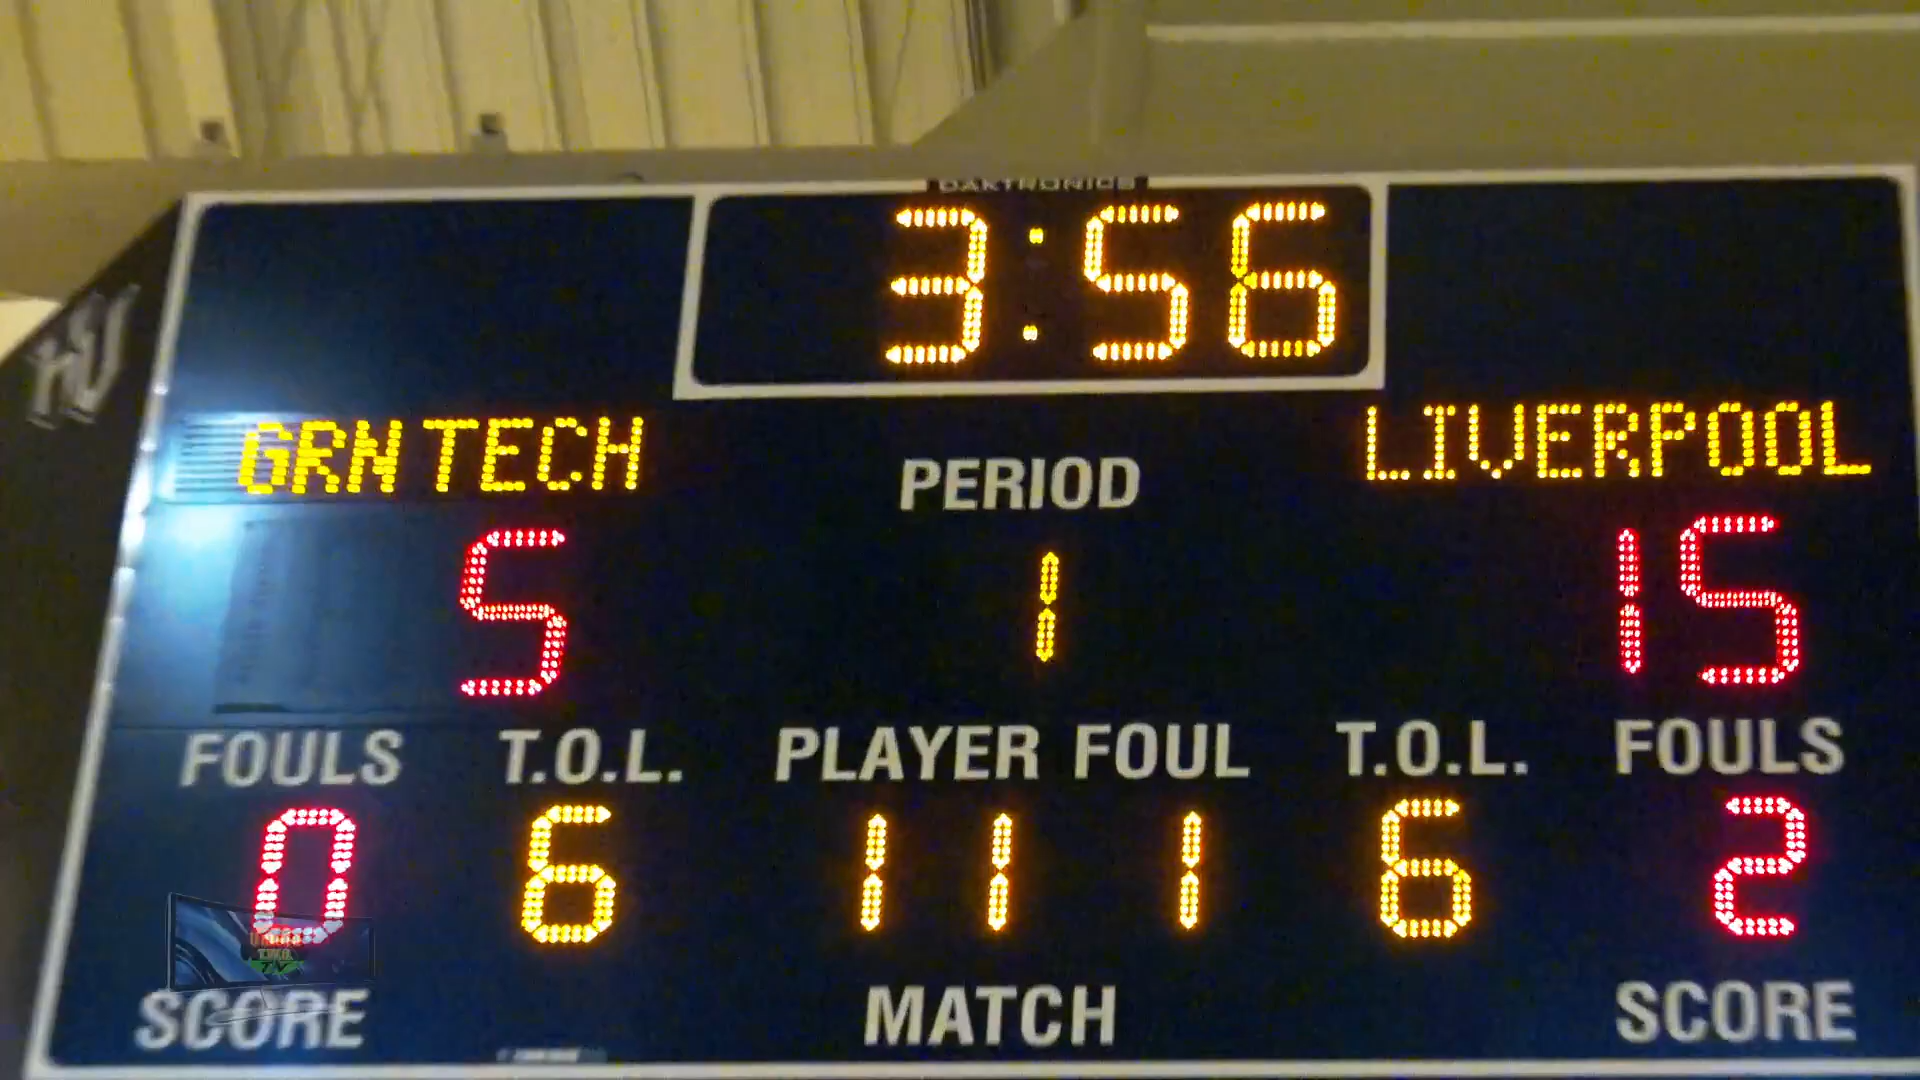 DAKTRONICS
3:56
GRN TECH
LIVERPOOL
PERIOD
5
1
15
FOULS T.O.L. PLAYER FOUL T.O.L. FOULS
0 6 11 1 6 2
SCORE MATCH SCORE